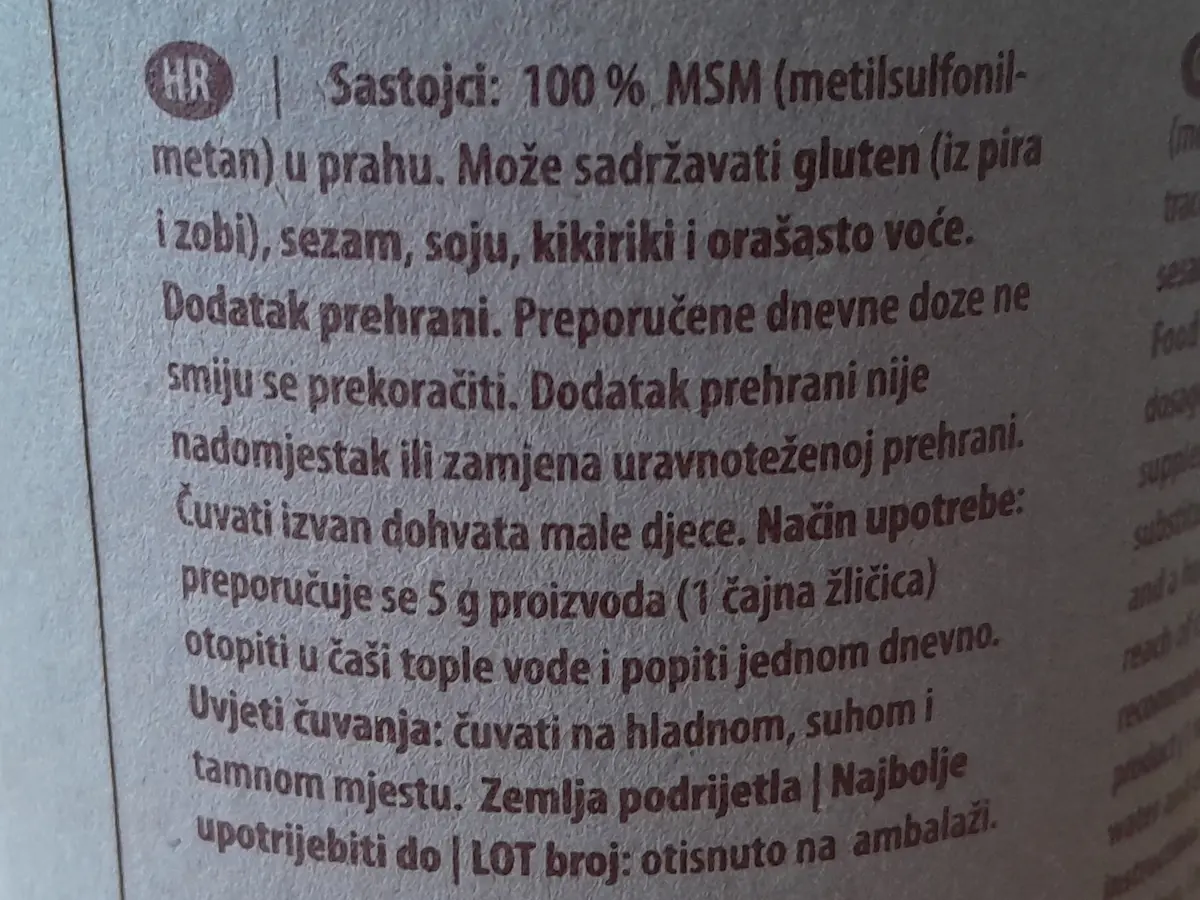 HR | Sastojci: 100 % MSM (metilsulfonil-
metan) u prahu. Može sadržavati gluten (iz pira
i zobi), sezam, soju, kikiriki i orašasto voće.
Dodatak prehrani. Preporučene dnevne doze ne
smiju se prekoračiti. Dodatak prehrani nije
nadomjestak ili zamjena uravnoteženoj prehrani.
Čuvati izvan dohvata male djece. Način upotrebe:
preporučuje se 5 g proizvoda (1 čajna žličica)
otopiti u čaši tople vode i popiti jednom dnevno.
Uvjeti čuvanja: čuvati na hladnom, suhom i
tamnom mjestu. Zemlja podrijetla | Najbolje
upotrijebiti do | LOT broj: otisnuto na ambalaži.